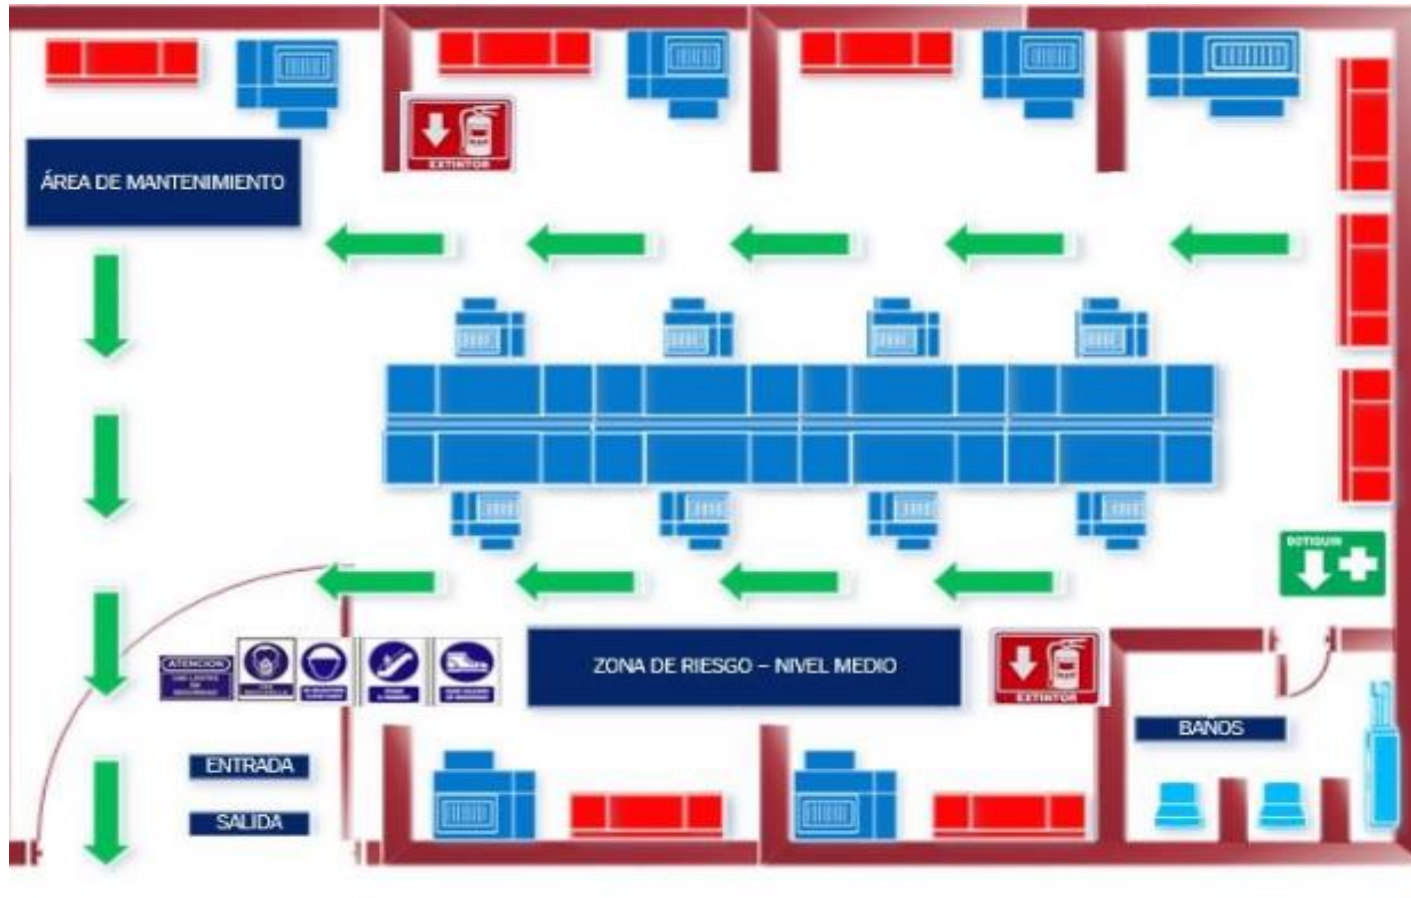 EXTINTOR
ÁREA DE MANTENIMIENTO
BOTIQUIN
ATENCION
ZONA DE RIESGO – NIVEL MEDIO
EXTINTOR
BAÑOS
ENTRADA
SALIDA